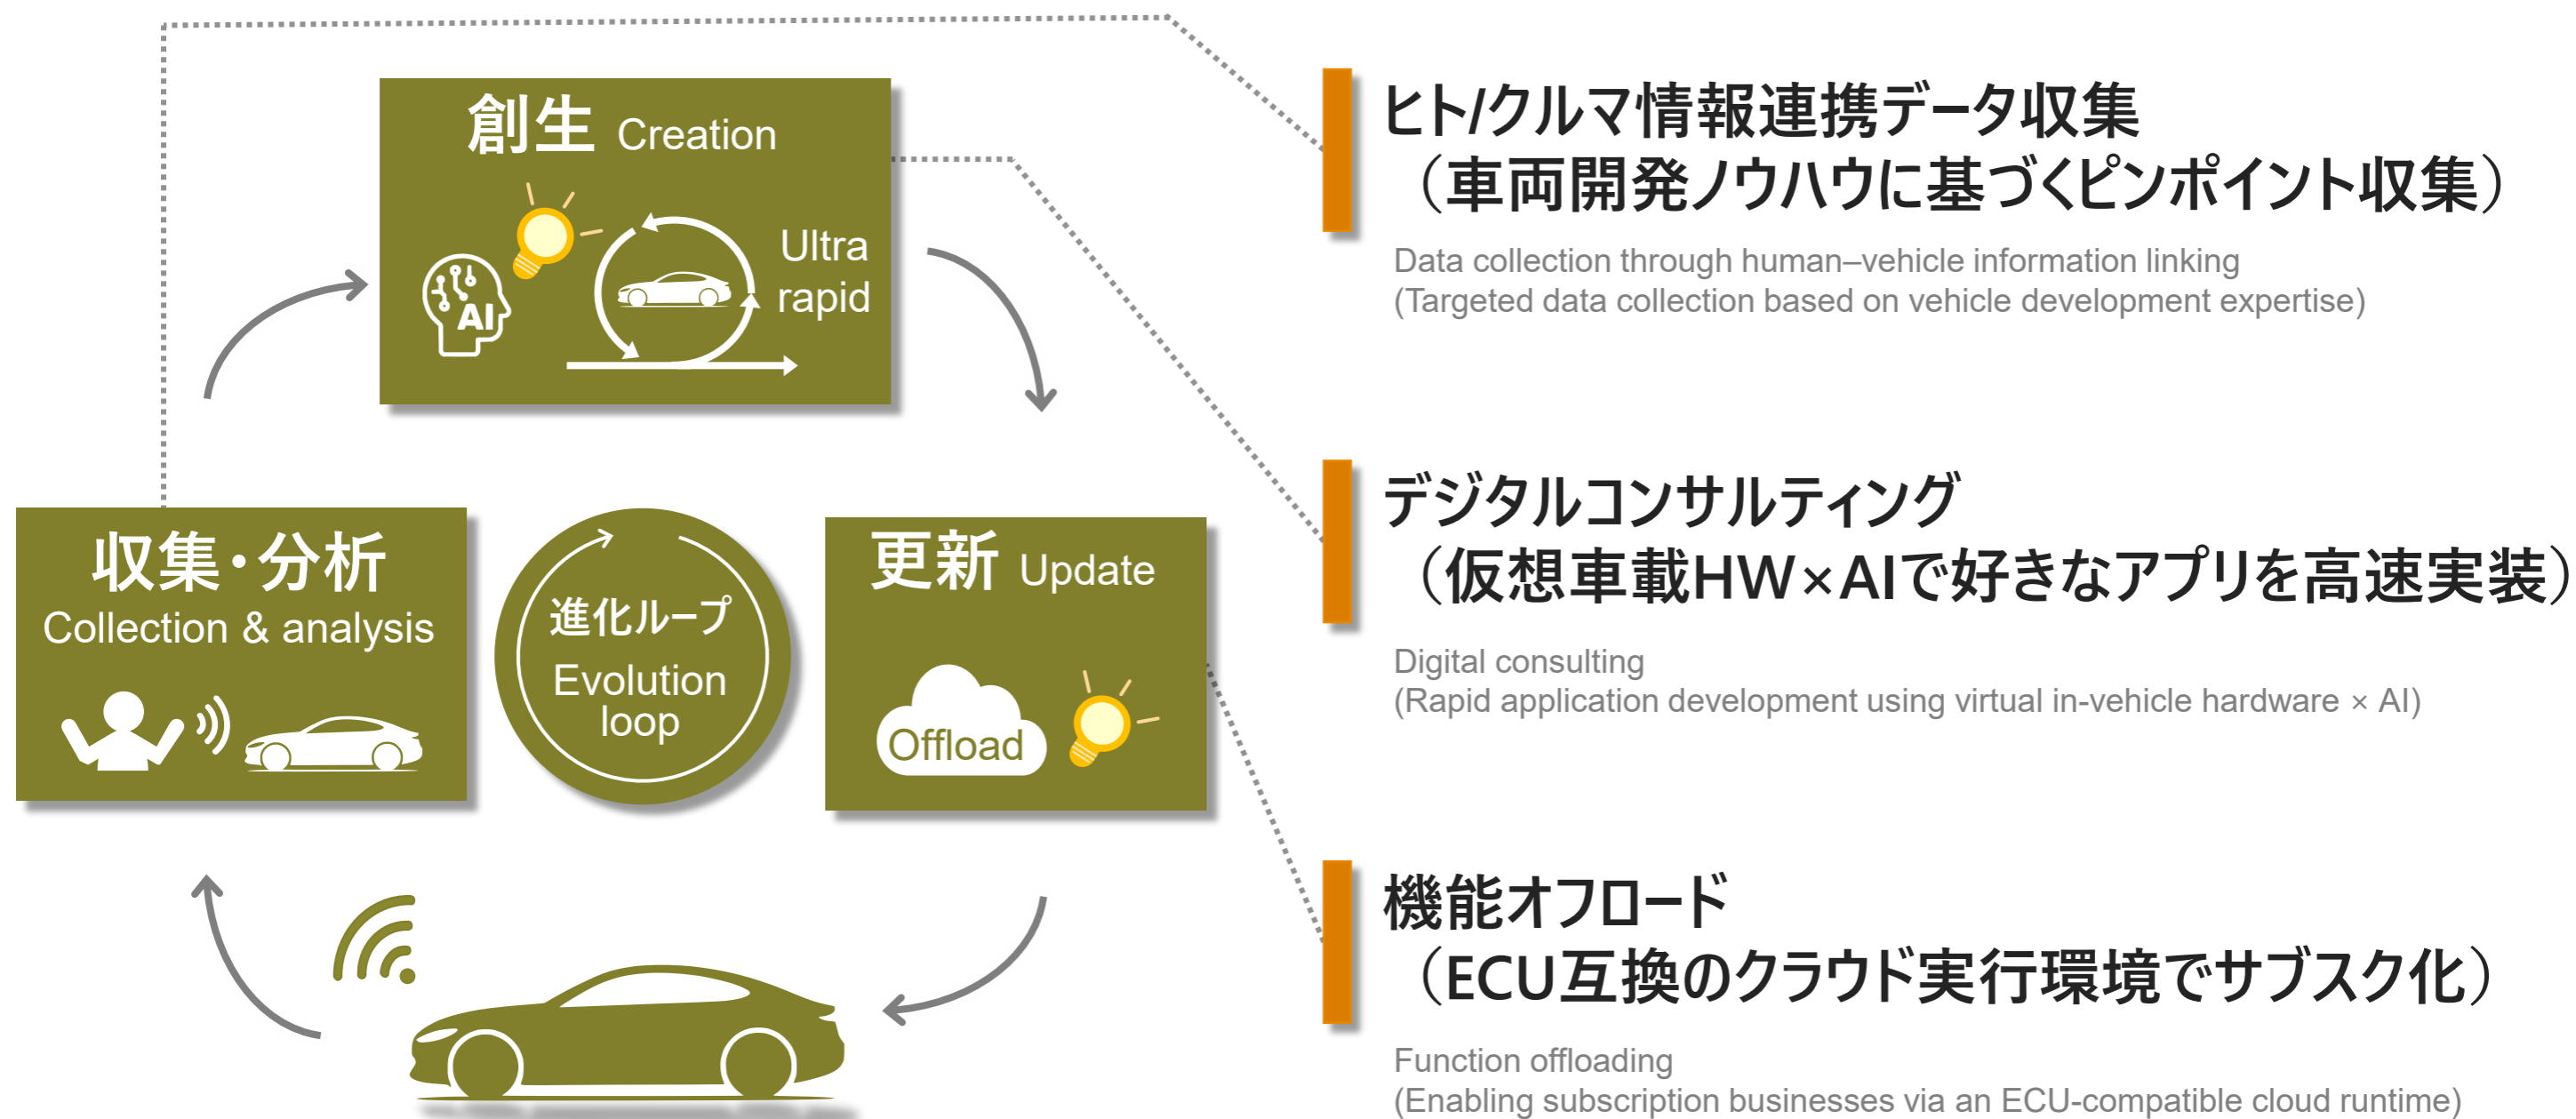 創生 Creation
AI
Ultra
rapid
収集・分析
Collection & analysis
進化ループ
Evolution
loop
更新 Update
Offload
ヒト/クルマ情報連携データ収集
（車両開発ノウハウに基づくピンポイント収集）
Data collection through human–vehicle information linking
(Targeted data collection based on vehicle development expertise)
デジタルコンサルティング
（仮想車載HW×AIで好きなアプリを高速実装）
Digital consulting
(Rapid application development using virtual in-vehicle hardware × AI)
機能オフロード
（ECU互換のクラウド実行環境でサブスク化）
Function offloading
(Enabling subscription businesses via an ECU-compatible cloud runtime)